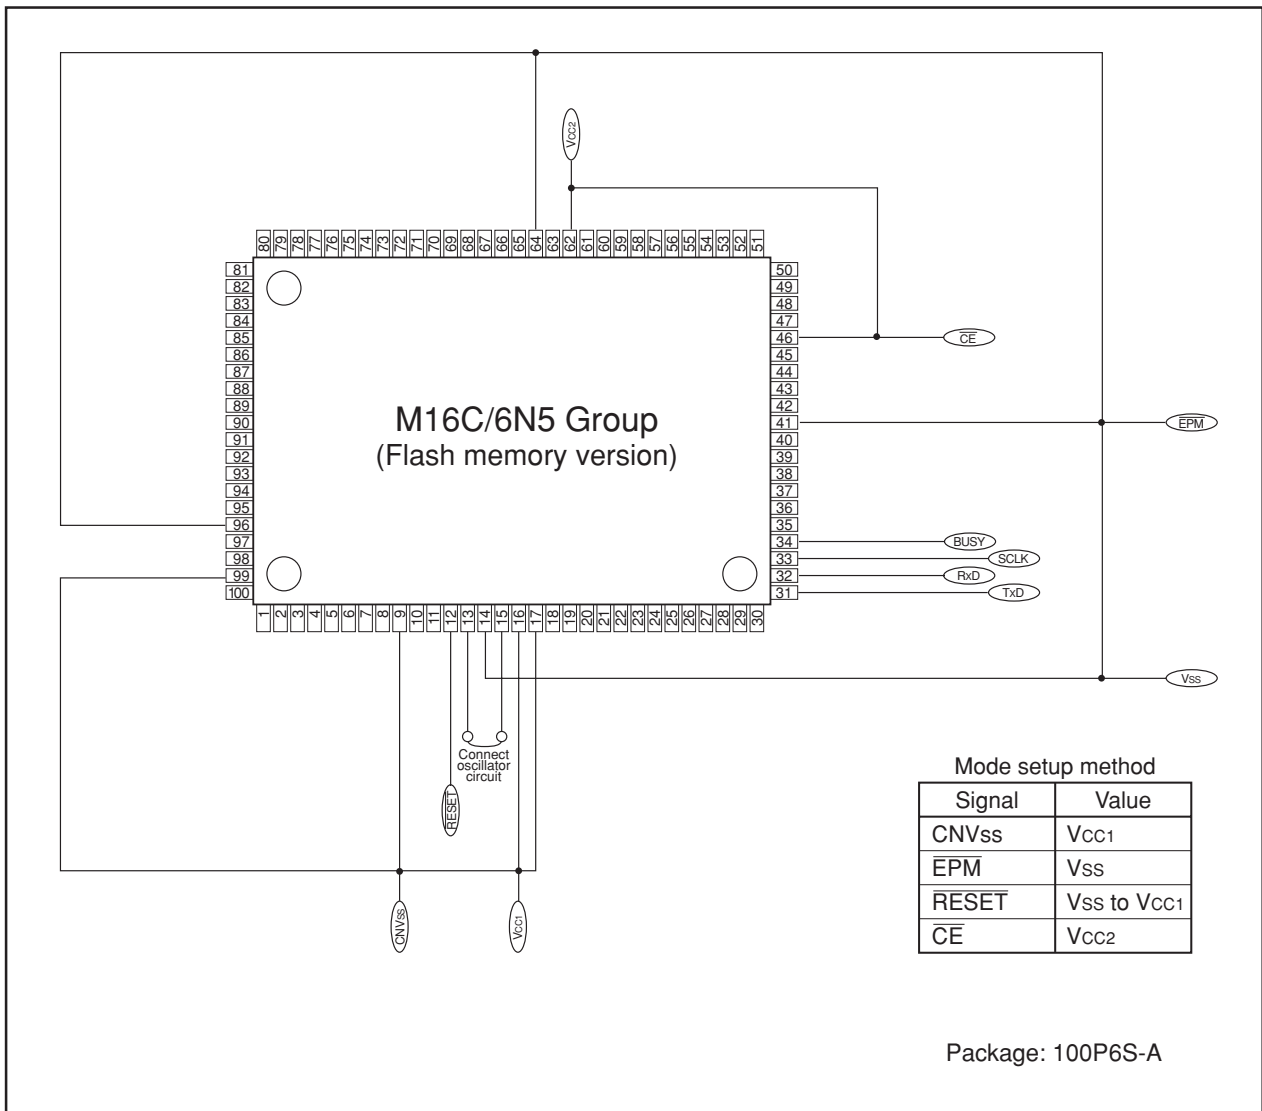 VCC2
80 79 78 77 76 75 74 73 72 71 70 69 68 67 66 65 64 63 62 61 60 59 58 57 56 55 54 53 52 51
81
82
83
84
85
86
87
88
89
90
91
92
93
94
95
96
97
98
99
100
M16C/6N5 Group
(Flash memory version)
50
49
48
47
46
45
44
43
42
41
40
39
38
37
36
35
34
33
32
31
CE
EPM
BUSY
SCLK
RxD
TxD
1 2 3 4 5 6 7 8 9 10 11 12 13 14 15 16 17 18 19 20 21 22 23 24 25 26 27 28 29 30
Vss
Connect
oscillator
circuit
RESET
CNVss
VCC1
Mode setup method
Signal Value
CNVss VCC1
EPM Vss
RESET Vss to VCC1
CE VCC2
Package: 100P6S-A